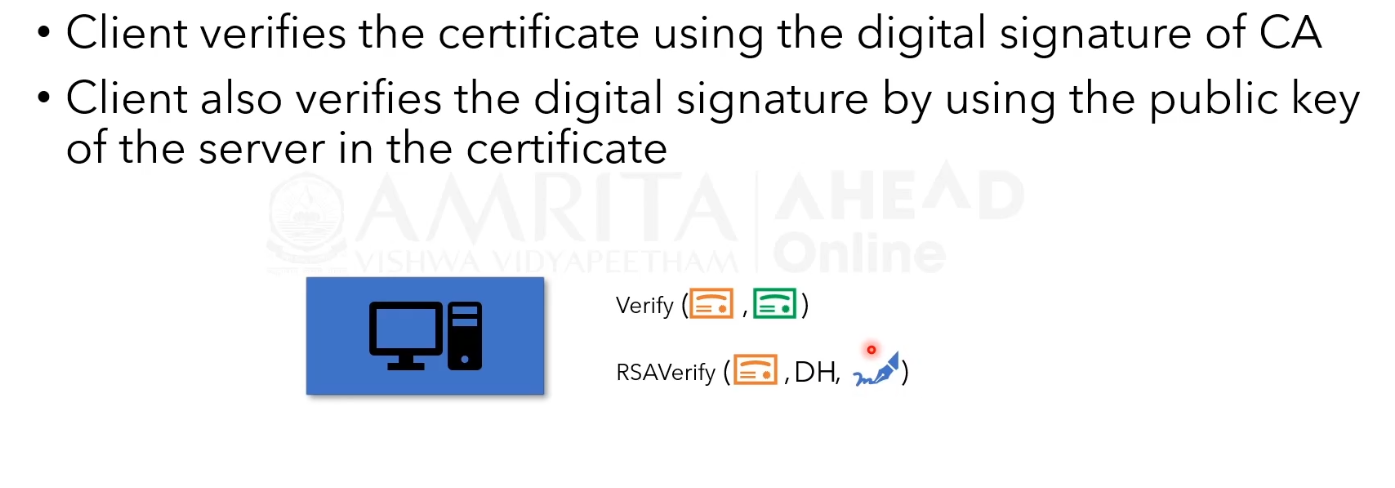 • Client verifies the certificate using the digital signature of CA
• Client also verifies the digital signature by using the public key
of the server in the certificate
AMRITA
VISHWA VIDYAPEETHAM
AHEAD
Online
Verify ( , )
RSAVerify ( , DH, )